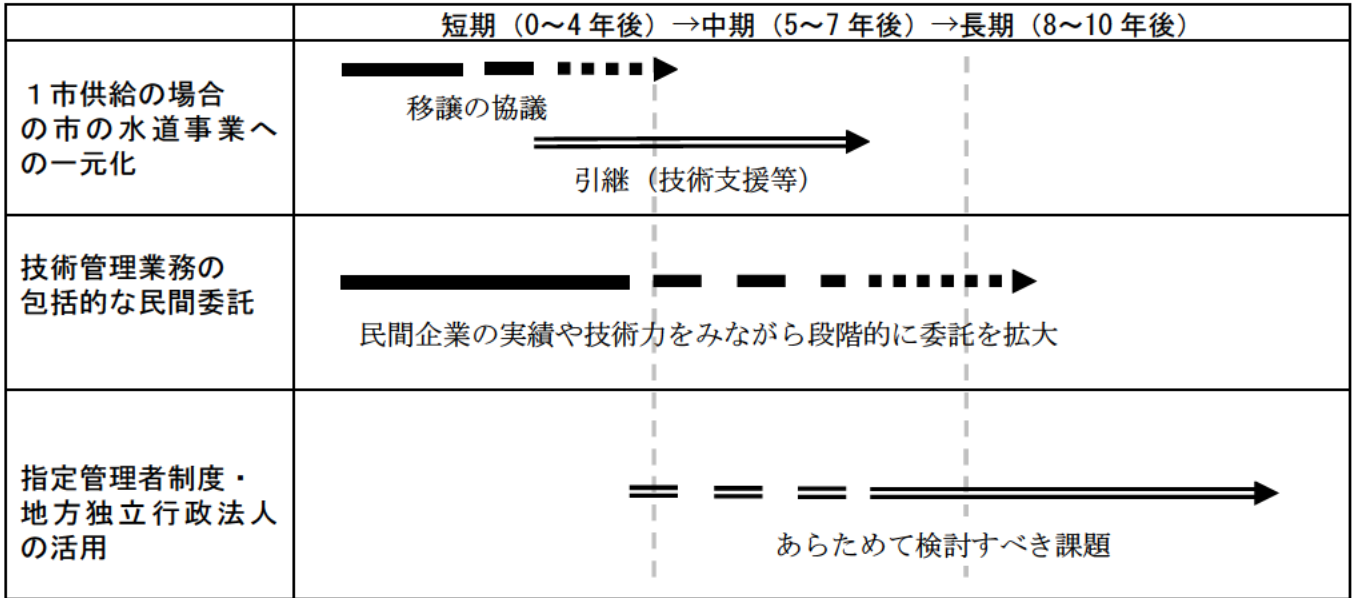 短期（0～4年後）→中期（5～7年後）→長期（8～10年後）
１市供給の場合
の市の水道事業へ
の一元化
移譲の協議
引継（技術支援等）
技術管理業務の
包括的な民間委託
民間企業の実績や技術力をみながら段階的に委託を拡大
指定管理者制度・
地方独立行政法人
の活用
あらためて検討すべき課題